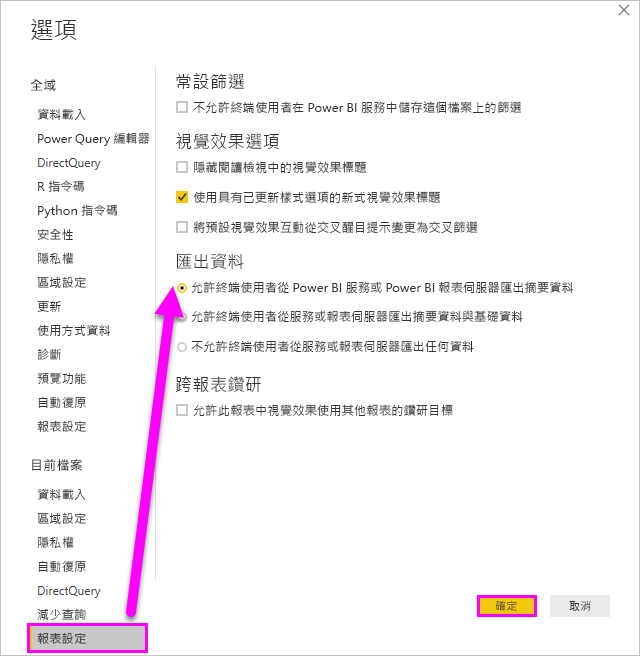 選項
全域
資料載入
Power Query 編輯器
DirectQuery
R 指令碼
Python 指令碼
安全性
隱私權
區域設定
更新
使用方式資料
診斷
預覽功能
自動復原
報表設定
目前檔案
資料載入
區域設定
隱私權
自動復原
DirectQuery
減少查詢
報表設定
常設篩選
不允許終端使用者在 Power BI 服務中儲存這個檔案上的篩選
視覺效果選項
隱藏閱讀檢視中的視覺效果標題
使用具有已更新樣式選項的新式視覺效果標題
將預設視覺效果互動從交叉醒目提示變更為交叉篩選
匯出資料
允許終端使用者從 Power BI 服務或 Power BI 報表伺服器匯出摘要資料
允許終端使用者從服務或報表伺服器匯出摘要資料與基礎資料
不允許終端使用者從服務或報表伺服器匯出任何資料
跨報表鑽研
允許此報表中視覺效果使用其他報表的鑽研目標
確定
取消